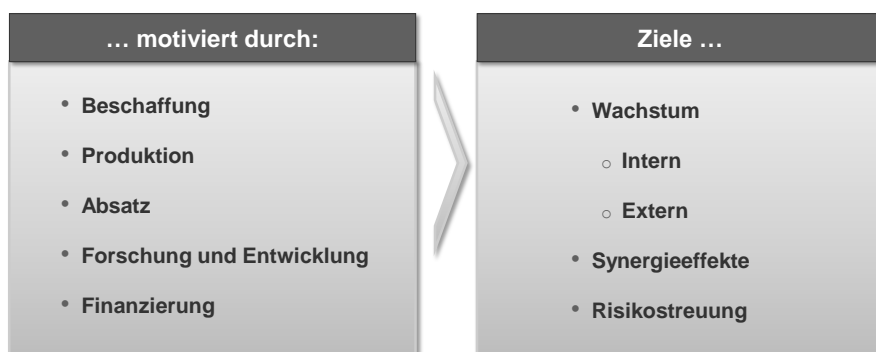 … motiviert durch:
• Beschaffung
• Produktion
• Absatz
• Forschung und Entwicklung
• Finanzierung
Ziele …
• Wachstum
○ Intern
○ Extern
• Synergieeffekte
• Risikostreuung